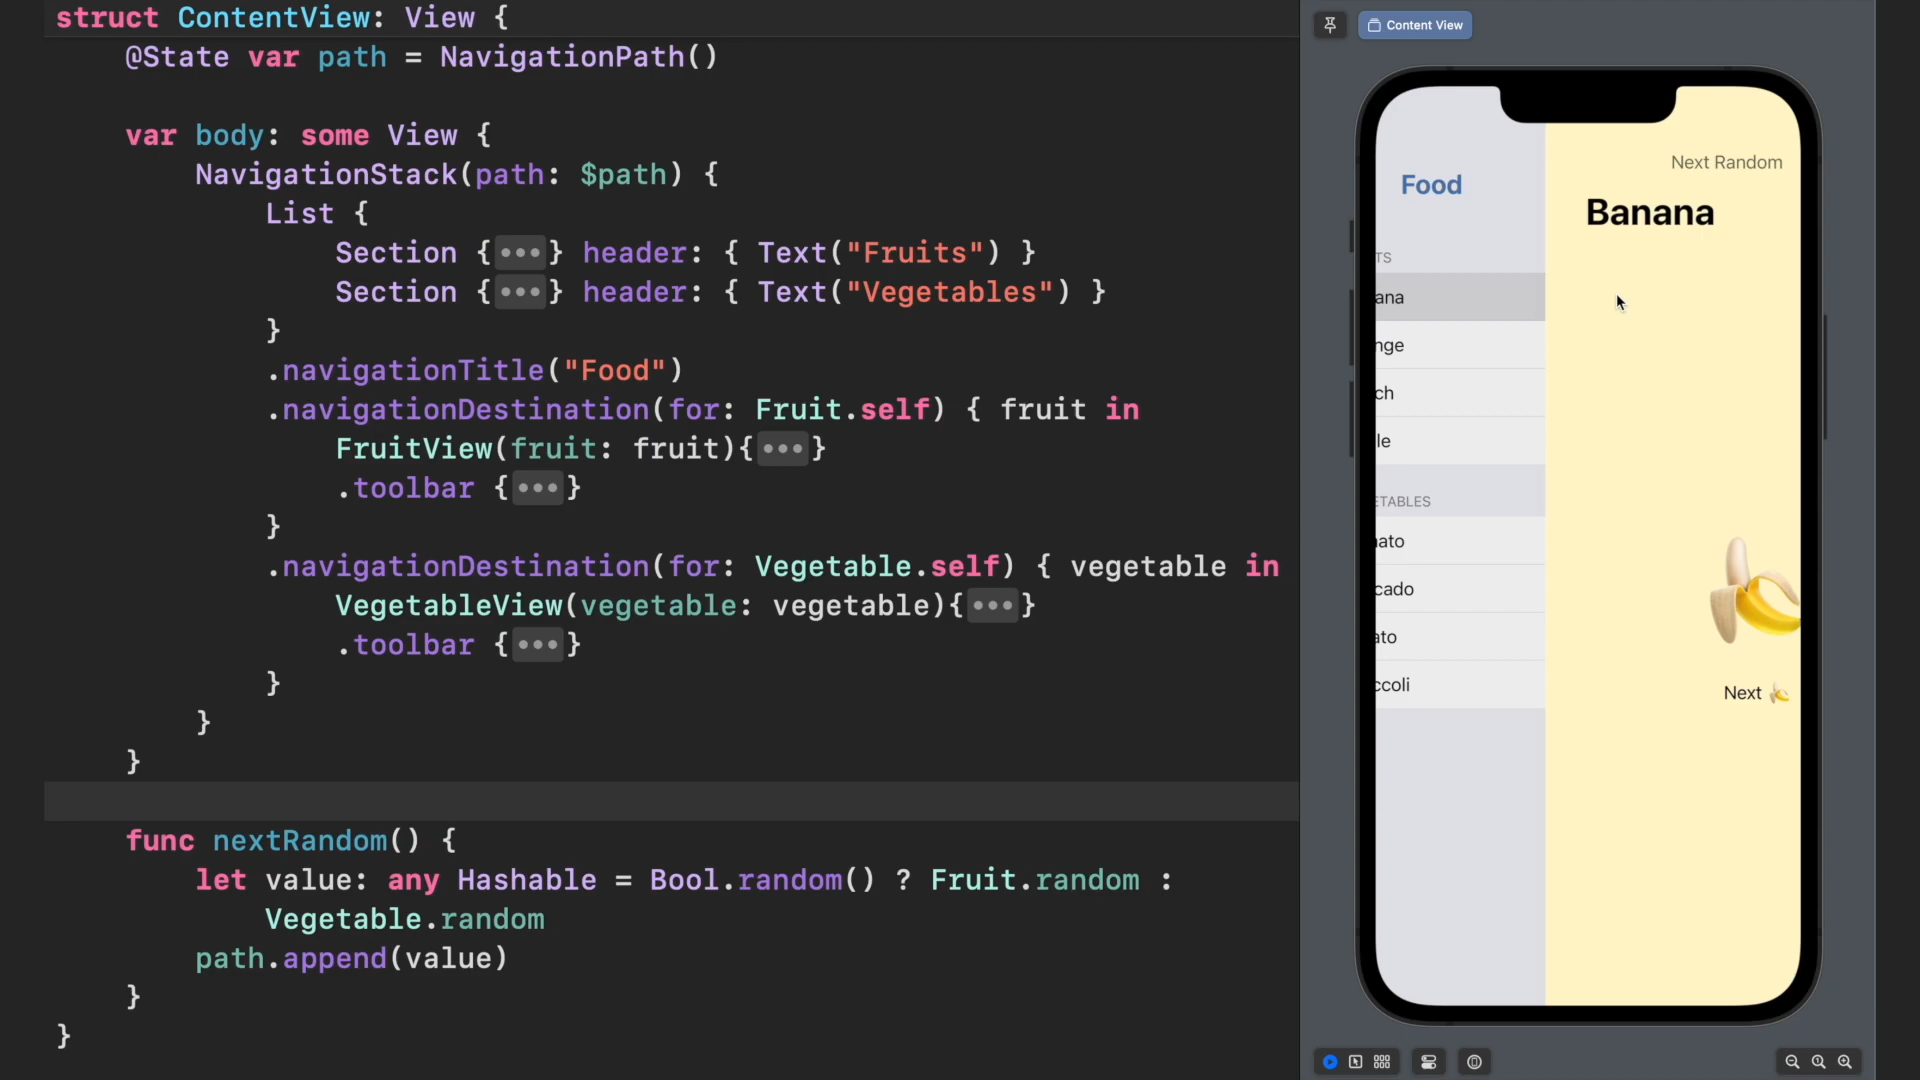 struct ContentView: View {
@State var path = NavigationPath()
var body: some View {
NavigationStack(path: $path) {
List {
Section {•••} header: { Text("Fruits") }
Section {•••} header: { Text("Vegetables") }
}
.navigationTitle("Food")
.navigationDestination(for: Fruit.self) { fruit in
FruitView(fruit: fruit){•••}
.toolbar {•••}
}
.navigationDestination(for: Vegetable.self) { vegetable in
VegetableView(vegetable: vegetable){•••}
.toolbar {•••}
}
}
}
func nextRandom() {
let value: any Hashable = Bool.random() ? Fruit.random :
Vegetable.random
path.append(value)
}
}
Content View
Food
TS
ana
nge
ch
le
ETABLES
ato
cado
ato
ccoli
Next Random
Banana
Next 🍌